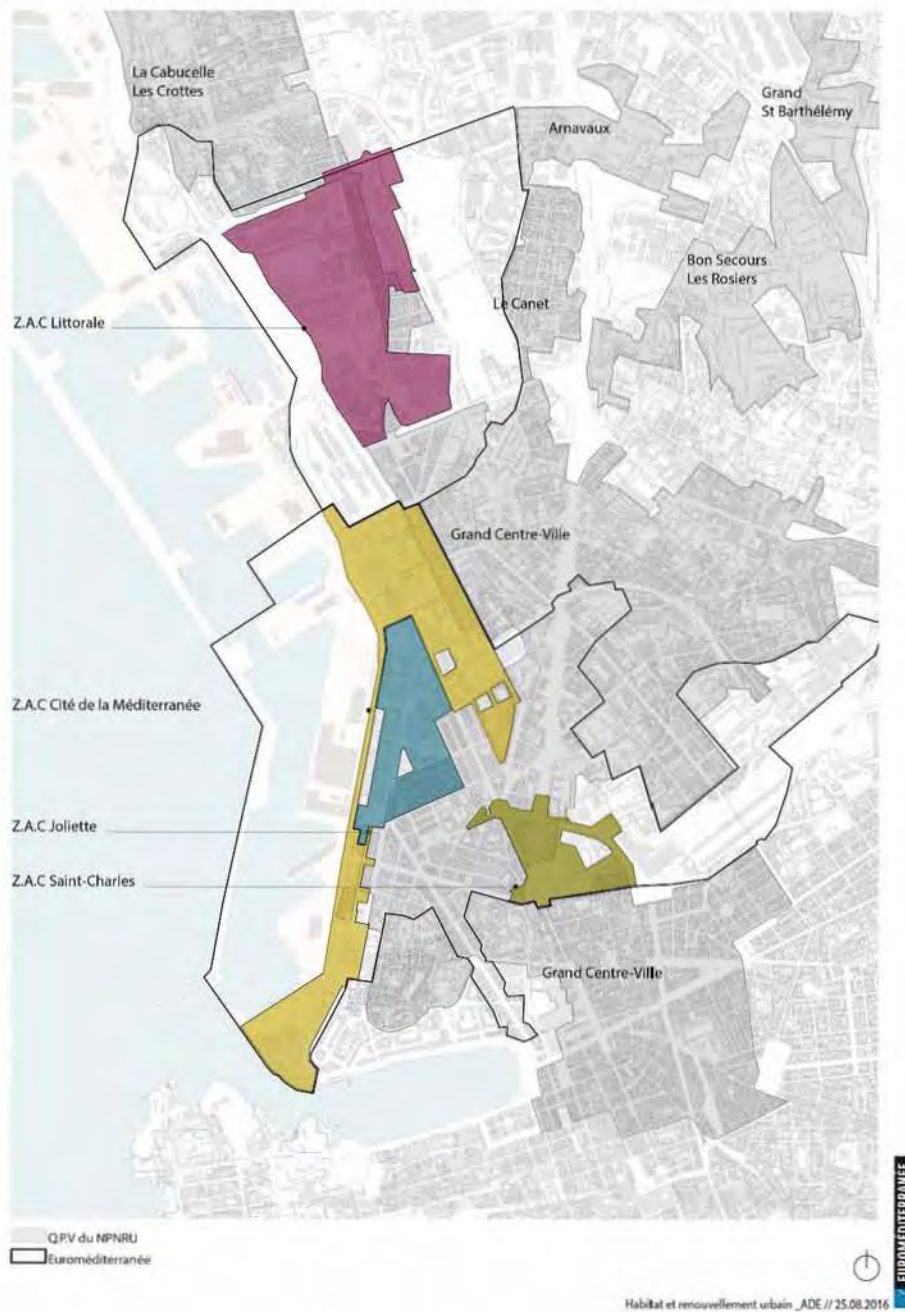 La Cabucelle
Les Crottes
Grand
St Barthélémy
Arnavaux
Bon Secours
Les Rosiers
Le Canet
Z.A.C Littorale
Grand Centre-Ville
Z.A.C Cité de la Méditerranée
Z.A.C Joliette
Z.A.C Saint-Charles
Grand Centre-Ville
Q.P.V du NPNRU
Euroméditerranée
EUROMÉDITERRANÉE
Habitat et renouvellement urbain _ADE // 25.08.2016